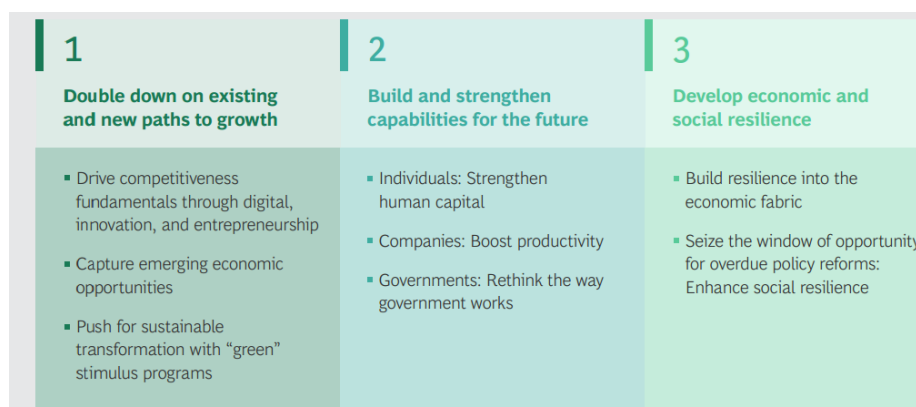 1
Double down on existing
and new paths to growth
Drive competitiveness
fundamentals through digital,
innovation, and entrepreneurship
Capture emerging economic
opportunities
Push for sustainable
transformation with “green”
stimulus programs
2
Build and strengthen
capabilities for the future
Individuals: Strengthen
human capital
Companies: Boost productivity
Governments: Rethink the way
government works
3
Develop economic and
social resilience
Build resilience into the
economic fabric
Seize the window of opportunity
for overdue policy reforms:
Enhance social resilience